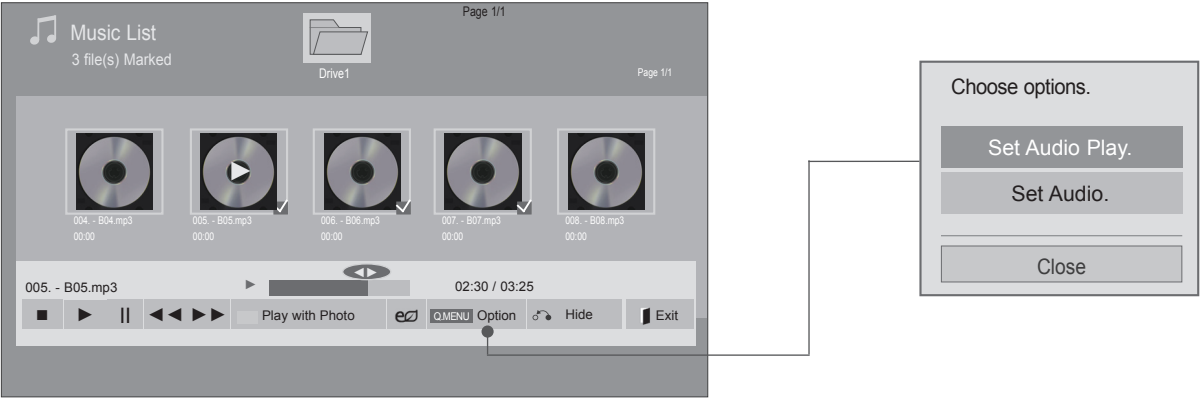 Page 1/1
Music List
3 file(s) Marked
Drive1
Page 1/1
004. - B04.mp3
00:00
005. - B05.mp3
00:00
006. - B06.mp3
00:00
007. - B07.mp3
00:00
008. - B08.mp3
00:00
005. - B05.mp3
02:30 / 03:25
Play with Photo
Q.MENU Option
Hide
Exit
Choose options.
Set Audio Play.
Set Audio.
Close